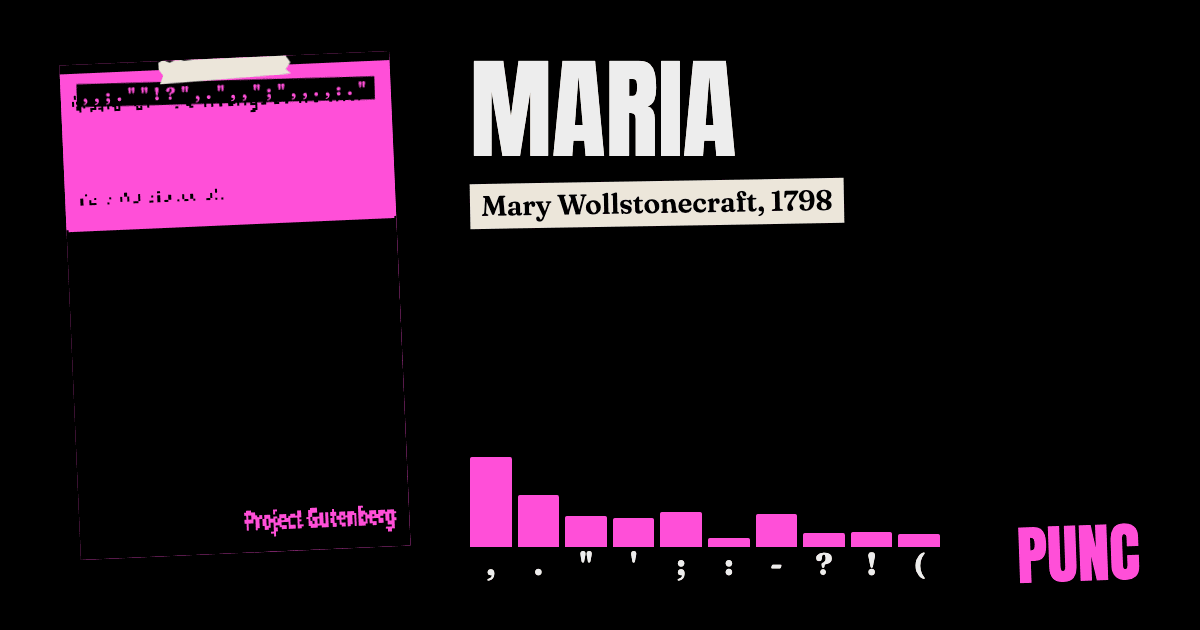 ,,;.""!?",.",,";",,.,;."
Project Gutenberg
MARIA
Mary Wollstonecraft, 1798
, . " ' ; : - ? ! (
PUNC